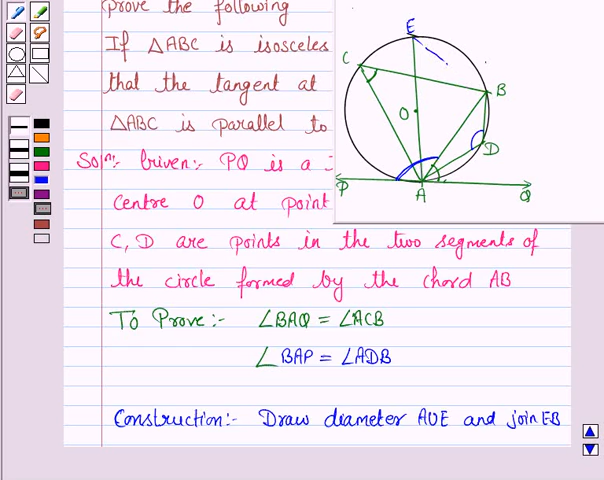 prove the following
If △ABC is isosceles
that the tangent at
△ABC is parallel to
Solⁿ:- Given:- PQ is a
Centre O at point
C, D are points in the two segments of
the circle formed by the chord AB
To Prove:- ∠BAQ = ∠ACB
∠BAP = ∠ADB
Construction:- Draw diameter AOE and join EB
E
C
B
O
D
P
A
Q